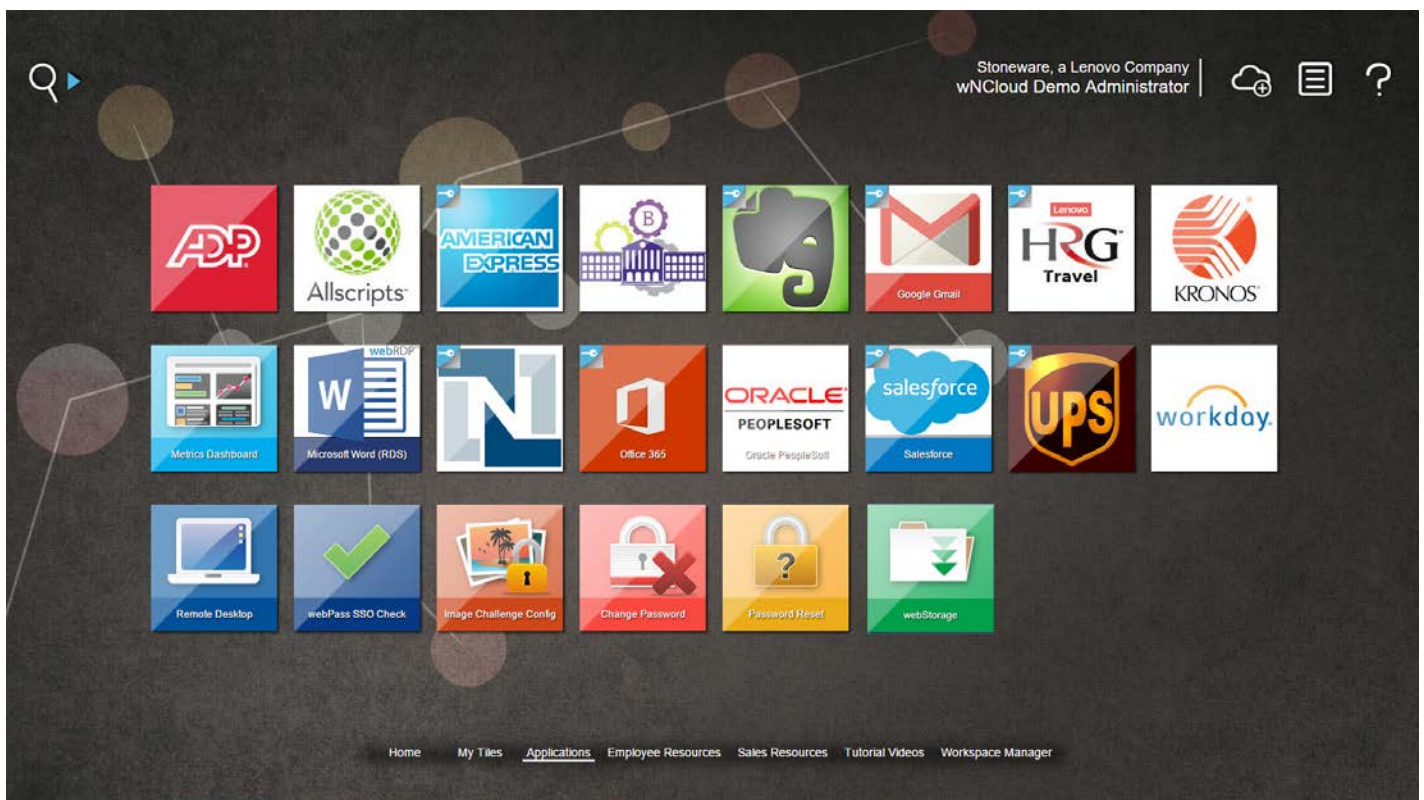 Stoneware, a Lenovo Company
wNCloud Demo Administrator
ADP
Allscripts
AMERICAN
EXPRESS
B
Google Gmail
Lenovo
HRG
Travel
KRONOS
Metrics Dashboard
webRDP
W
Microsoft Word (RDS)
N
Office 365
ORACLE
PEOPLESOFT
Oracle PeopleSoft
salesforce
Salesforce
UPS
workday.
Remote Desktop
webPass SSO Check
Image Challenge Config
Change Password
?
Password Reset
webStorage
Home My Tiles Applications Employee Resources Sales Resources Tutorial Videos Workspace Manager